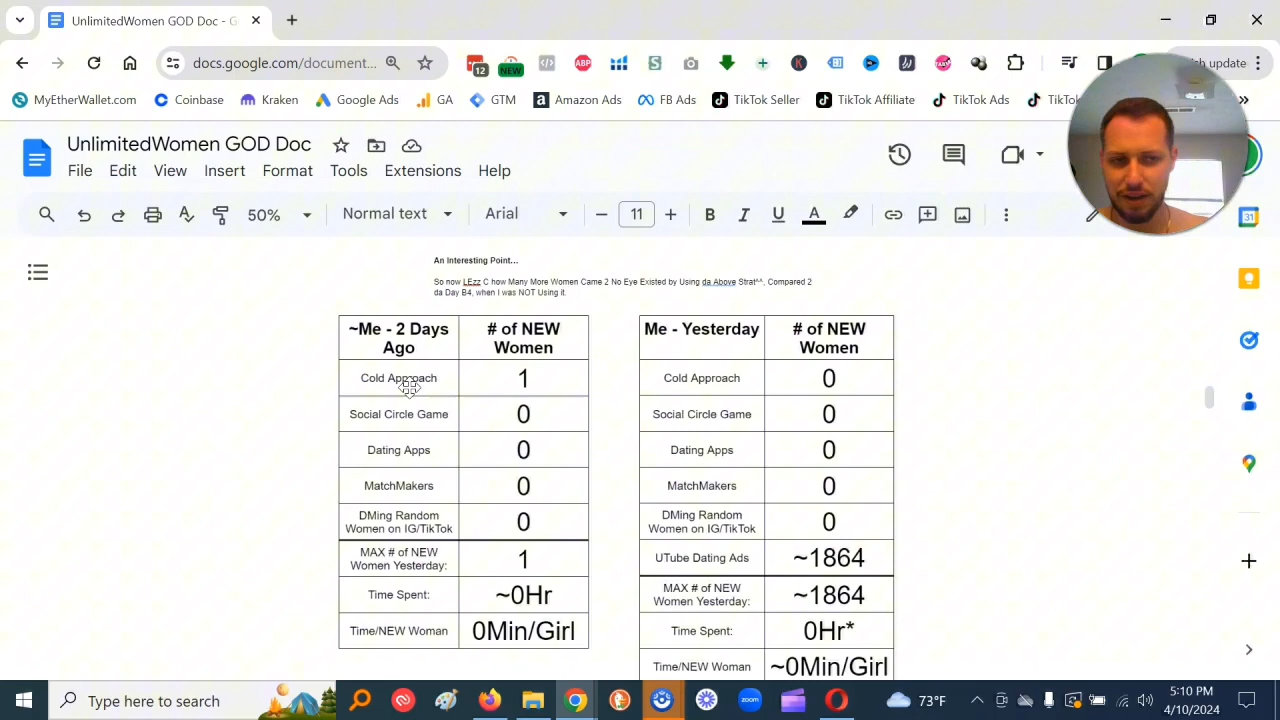 UnlimitedWomen GOD Doc - G
docs.google.com/document...
12
NEW
ABP
ch with update
MyEtherWallet.com
Coinbase
Kraken
Google Ads
GA
GTM
Amazon Ads
FB Ads
TikTok Seller
TikTok Affiliate
TikTok Ads
UnlimitedWomen GOD Doc
File Edit View Insert Format Tools Extensions Help
50% Normal text Arial 11 B I U A
An Interesting Point...
So now LEzz C how Many More Women Came 2 No Eye Existed by Using da Above Strat^^, Compared 2
da Day B4, when I was NOT Using it.
~Me - 2 Days
Ago
# of NEW
Women
Cold Approach 1
Social Circle Game 0
Dating Apps 0
MatchMakers 0
DMing Random
Women on IG/TikTok
0
MAX # of NEW
Women Yesterday:
1
Time Spent: ~0Hr
Time/NEW Woman 0Min/Girl
Me - Yesterday
# of NEW
Women
Cold Approach 0
Social Circle Game 0
Dating Apps 0
MatchMakers 0
DMing Random
Women on IG/TikTok
0
UTube Dating Ads ~1864
MAX # of NEW
Women Yesterday:
~1864
Time Spent: 0Hr*
Time/NEW Woman ~0Min/Girl
Type here to search
zoom
73°F
5:10 PM
4/10/2024